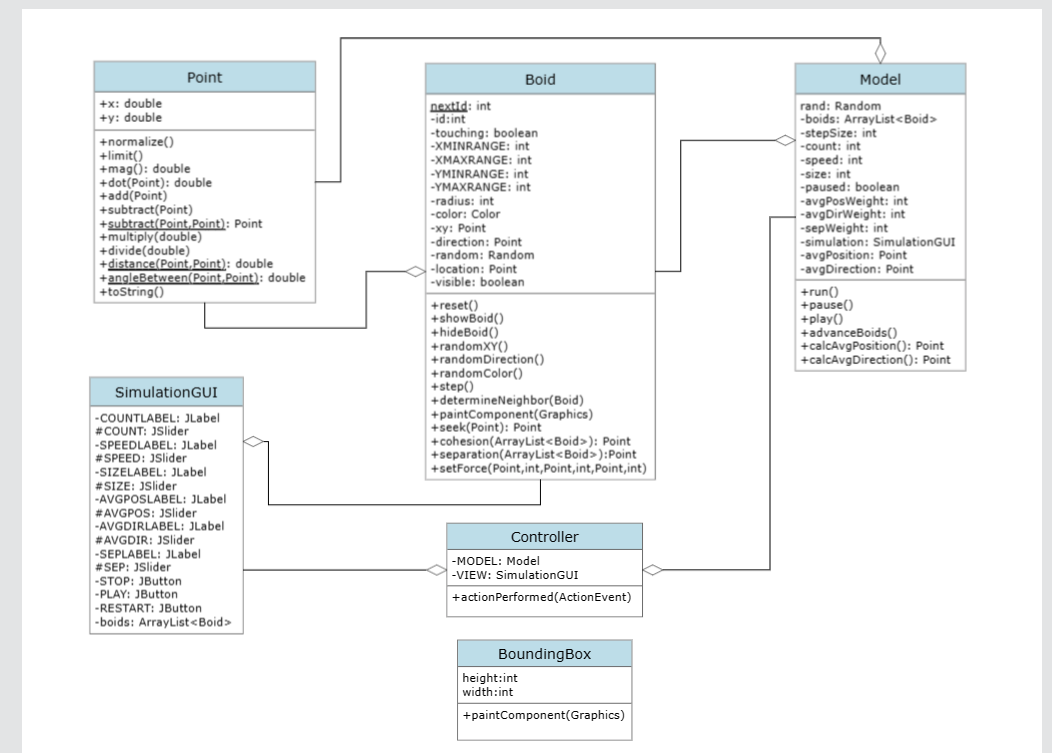 Point
+x: double
+y: double
+normalize()
+limit()
+mag(): double
+dot(Point): double
+add(Point)
+subtract(Point)
+subtract(Point,Point): Point
+multiply(double)
+divide(double)
+distance(Point,Point): double
+angleBetween(Point,Point): double
+toString()
Boid
nextId: int
-id:int
-touching: boolean
-XMINRANGE: int
-XMAXRANGE: int
-YMINRANGE: int
-YMAXRANGE: int
-radius: int
-color: Color
-xy: Point
-direction: Point
-random: Random
-location: Point
-visible: boolean
+reset()
+showBoid()
+hideBoid()
+randomXY()
+randomDirection()
+randomColor()
+step()
+determineNeighbor(Boid)
+paintComponent(Graphics)
+seek(Point): Point
+cohesion(ArrayList<Boid>): Point
+separation(ArrayList<Boid>):Point
+setForce(Point,int,Point,int,Point,int)
Model
rand: Random
-boids: ArrayList<Boid>
-stepSize: int
-count: int
-speed: int
-size: int
-paused: boolean
-avgPosWeight: int
-avgDirWeight: int
-sepWeight: int
-simulation: SimulationGUI
-avgPosition: Point
-avgDirection: Point
+run()
+pause()
+play()
+advanceBoids()
+calcAvgPosition(): Point
+calcAvgDirection(): Point
SimulationGUI
-COUNTLABEL: JLabel
#COUNT: JSlider
-SPEEDLABEL: JLabel
#SPEED: JSlider
-SIZELABEL: JLabel
#SIZE: JSlider
-AVGPOSLABEL: JLabel
#AVGPOS: JSlider
-AVGDIRLABEL: JLabel
#AVGDIR: JSlider
-SEPLABEL: JLabel
#SEP: JSlider
-STOP: JButton
-PLAY: JButton
-RESTART: JButton
-boids: ArrayList<Boid>
Controller
-MODEL: Model
-VIEW: SimulationGUI
+actionPerformed(ActionEvent)
BoundingBox
height:int
width:int
+paintComponent(Graphics)